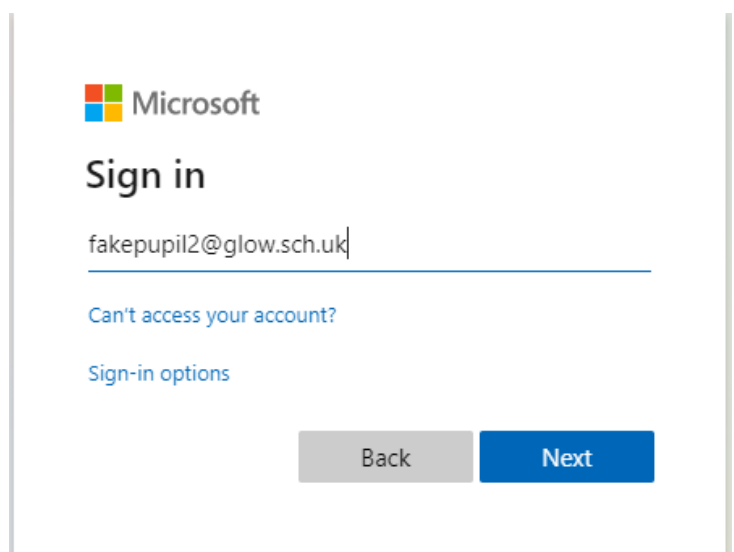 Microsoft
Sign in
fakepupil2@glow.sch.uk
Can't access your account?
Sign-in options
Back
Next